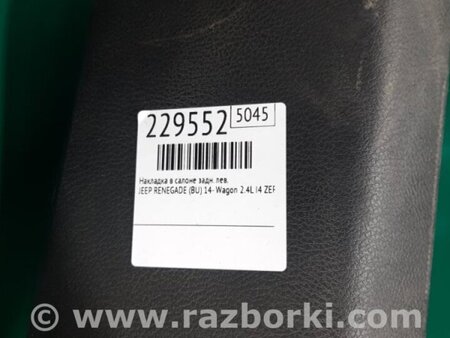 229552 5045
Накладка в салоне задн. лев.
JEEP RENEGADE (BU) 14- Wagon 2.4L I4 ZEF
© www.razborki.com